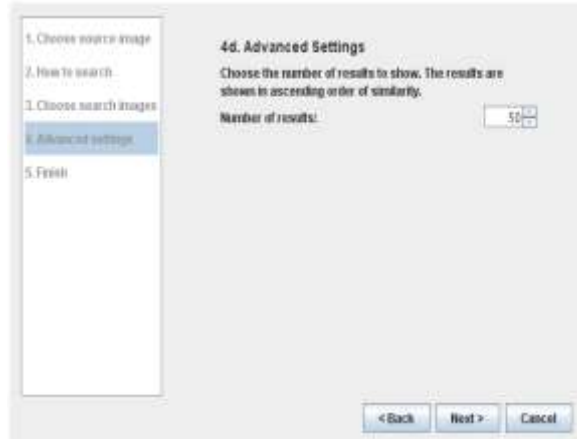 1. Choose source image
2. How to search
3. Choose search images
4. Advanced settings
5. Finish
4d. Advanced Settings
Choose the number of results to show. The results are
shown in ascending order of similarity.
Number of results:
50
< Back
Next >
Cancel